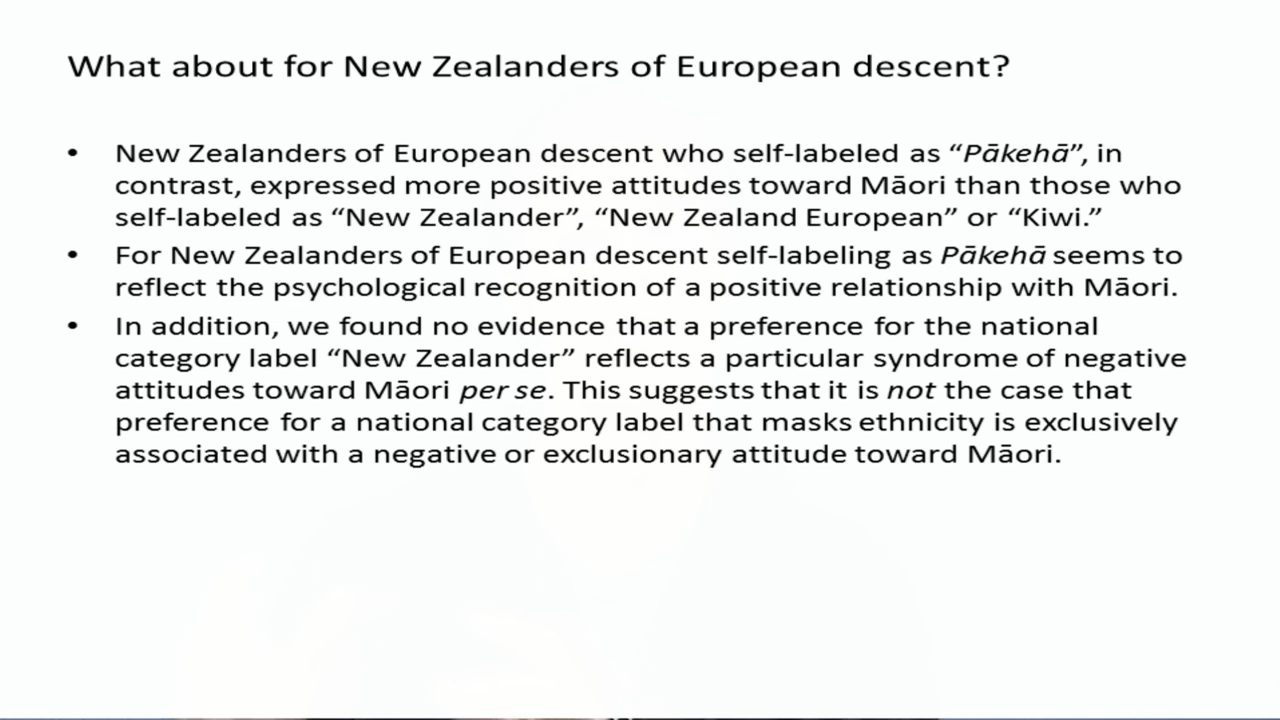 What about for New Zealanders of European descent?
• New Zealanders of European descent who self-labeled as “Pākehā”, in
contrast, expressed more positive attitudes toward Māori than those who
self-labeled as “New Zealander”, “New Zealand European” or “Kiwi.”
• For New Zealanders of European descent self-labeling as Pākehā seems to
reflect the psychological recognition of a positive relationship with Māori.
• In addition, we found no evidence that a preference for the national
category label “New Zealander” reflects a particular syndrome of negative
attitudes toward Māori per se. This suggests that it is not the case that
preference for a national category label that masks ethnicity is exclusively
associated with a negative or exclusionary attitude toward Māori.